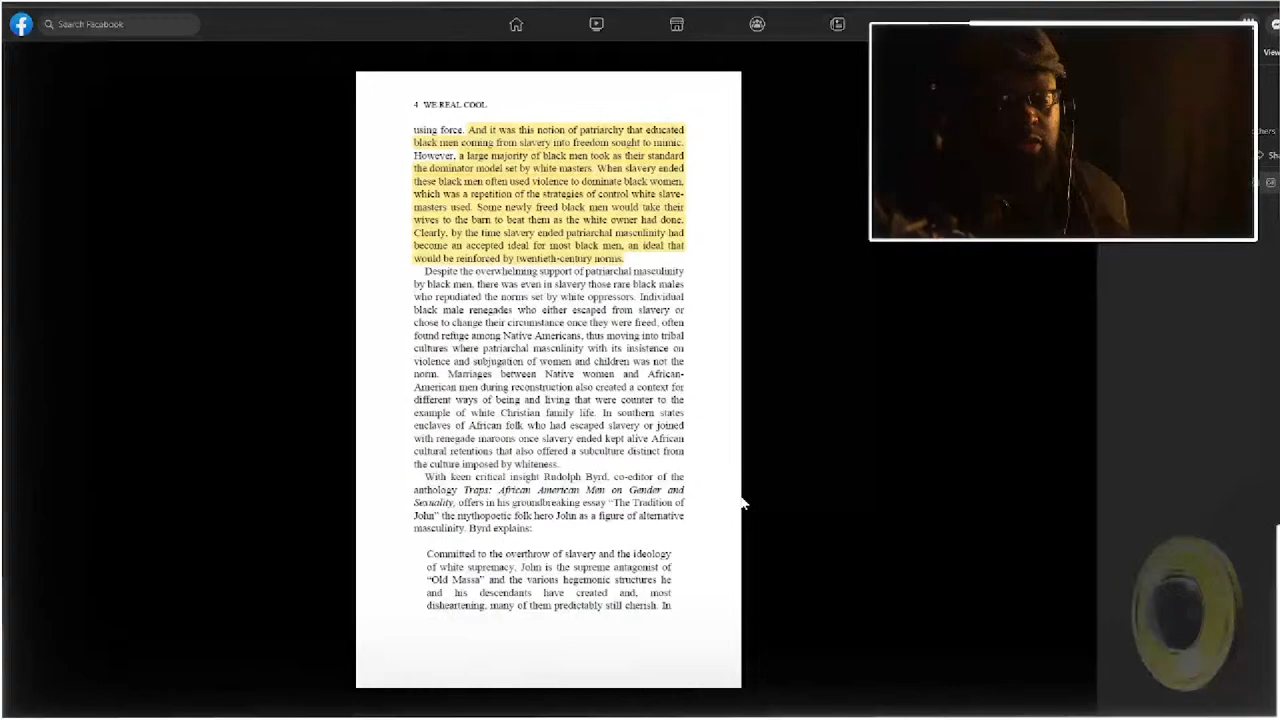 Search Facebook
View
4 WE REAL COOL
using force. And it was this notion of patriarchy that educated
black men coming from slavery into freedom sought to mimic.
However, a large majority of black men took as their standard
the dominator model set by white masters. When slavery ended
these black men often used violence to dominate black women,
which was a repetition of the strategies of control white slave-
masters used. Some newly freed black men would take their
wives to the barn to beat them as the white owner had done.
Clearly, by the time slavery ended patriarchal masculinity had
become an accepted ideal for most black men, an ideal that
would be reinforced by twentieth-century norms.
Despite the overwhelming support of patriarchal masculinity
by black men, there was even in slavery those rare black males
who repudiated the norms set by white oppressors. Individual
black male renegades who either escaped from slavery or
chose to change their circumstance once they were freed, often
found refuge among Native Americans, thus moving into tribal
cultures where patriarchal masculinity with its insistence on
violence and subjugation of women and children was not the
norm. Marriages between Native women and African-
American men during reconstruction also created a context for
different ways of being and living that were counter to the
example of white Christian family life. In southern states
enclaves of African folk who had escaped slavery or joined
with renegade maroons once slavery ended kept alive African
cultural retentions that also offered a subculture distinct from
the culture imposed by whiteness.
With keen critical insight Rudolph Byrd, co-editor of the
anthology Traps: African American Men on Gender and
Sexuality, offers in his groundbreaking essay “The Tradition of
John” the mythopoetic folk hero John as a figure of alternative
masculinity. Byrd explains:
Committed to the overthrow of slavery and the ideology
of white supremacy, John is the supreme antagonist of
“Old Massa” and the various hegemonic structures he
and his descendants have created and, most
disheartening, many of them predictably still cherish. In